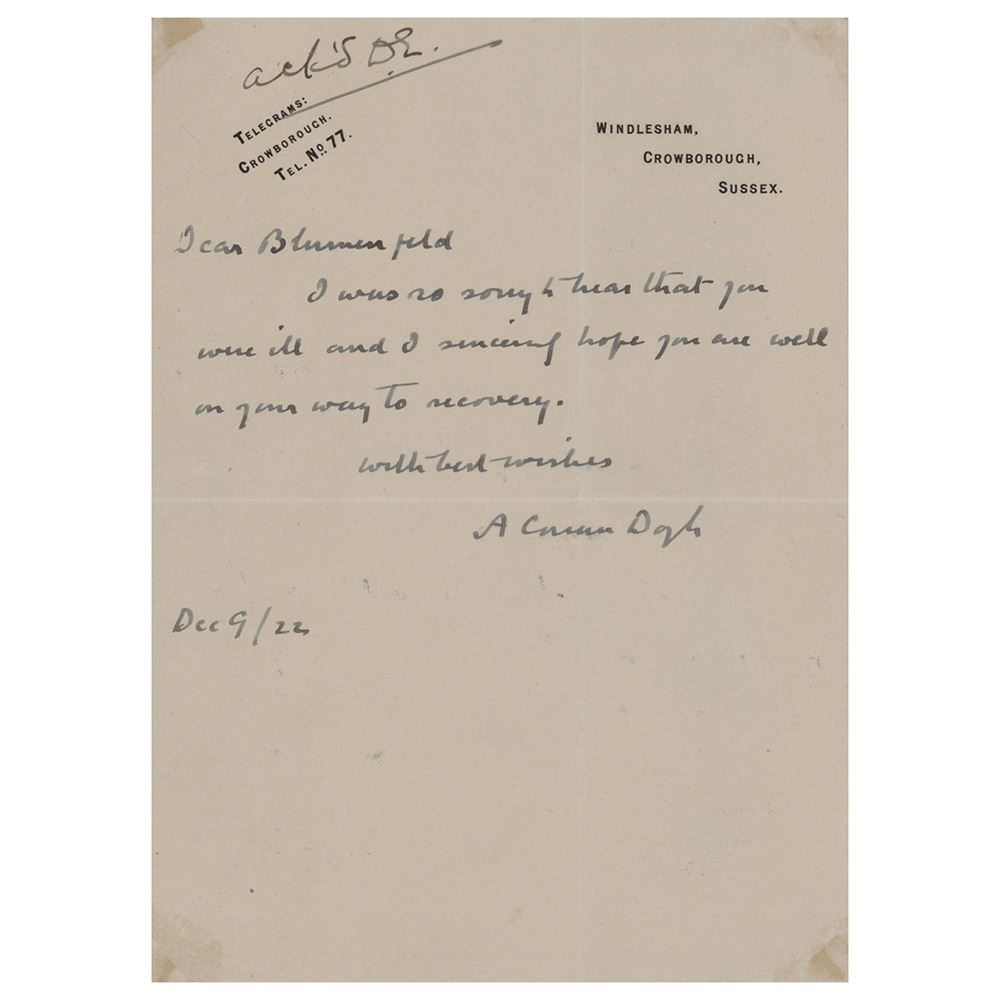 ack'd DE.
TELEGRAMS:
CROWBOROUGH.
TEL. No. 77.
WINDLESHAM,
CROWBOROUGH,
SUSSEX.
Dear Blumenfeld
I was so sorry to hear that you
were ill and I sincerely hope you are well
on your way to recovery.
With best wishes
A Conan Doyle
Dec 9/22